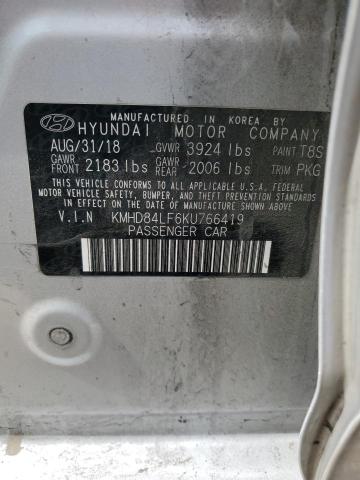 MANUFACTURED IN KOREA BY
HYUNDAI MOTOR COMPANY
AUG/31/18 GVWR 3924 lbs PAINT T8S
GAWR FRONT 2183 lbs GAWR REAR 2006 lbs TRIM PKG
THIS VEHICLE CONFORMS TO ALL APPLICABLE U.S.A. FEDERAL
MOTOR VEHICLE SAFETY, BUMPER, AND THEFT PREVENTION STANDARDS
IN EFFECT ON THE DATE OF MANUFACTURE SHOWN ABOVE.
V.I.N KMHD84LF6KU766419
PASSENGER CAR